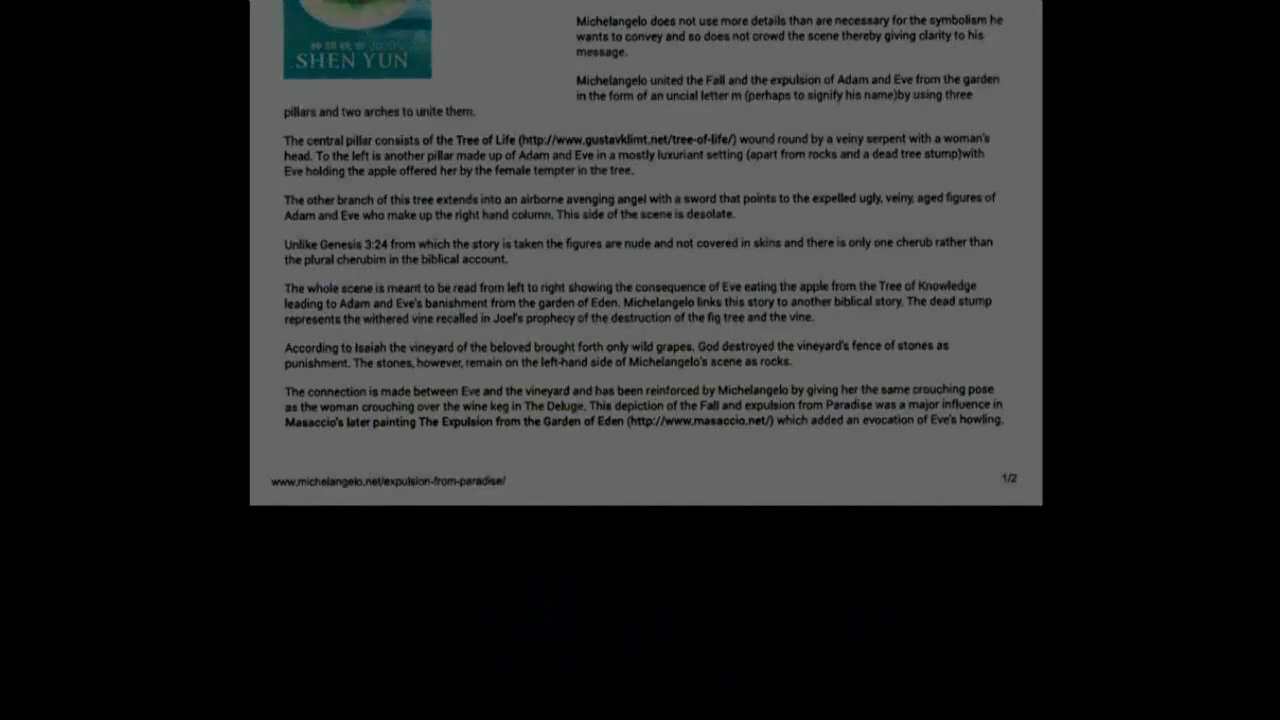 神韻晚會 2020
SHEN YUN
Michelangelo does not use more details than are necessary for the symbolism he
wants to convey and so does not crowd the scene thereby giving clarity to his
message.
Michelangelo united the Fall and the expulsion of Adam and Eve from the garden
in the form of an uncial letter m (perhaps to signify his name)by using three
pillars and two arches to unite them.
The central pillar consists of the Tree of Life (http://www.gustavklimt.net/tree-of-life/) wound round by a veiny serpent with a woman's
head. To the left is another pillar made up of Adam and Eve in a mostly luxuriant setting (apart from rocks and a dead tree stump)with
Eve holding the apple offered her by the female tempter in the tree.
The other branch of this tree extends into an airborne avenging angel with a sword that points to the expelled ugly, veiny, aged figures of
Adam and Eve who make up the right hand column. This side of the scene is desolate.
Unlike Genesis 3:24 from which the story is taken the figures are nude and not covered in skins and there is only one cherub rather than
the plural cherubim in the biblical account.
The whole scene is meant to be read from left to right showing the consequence of Eve eating the apple from the Tree of Knowledge
leading to Adam and Eve's banishment from the garden of Eden. Michelangelo links this story to another biblical story. The dead stump
represents the withered vine recalled in Joel's prophecy of the destruction of the fig tree and the vine.
According to Isaiah the vineyard of the beloved brought forth only wild grapes. God destroyed the vineyard's fence of stones as
punishment. The stones, however, remain on the left-hand side of Michelangelo's scene as rocks.
The connection is made between Eve and the vineyard and has been reinforced by Michelangelo by giving her the same crouching pose
as the woman crouching over the wine keg in The Deluge. This depiction of the Fall and expulsion from Paradise was a major influence in
Masaccio's later painting The Expulsion from the Garden of Eden (http://www.masaccio.net/) which added an evocation of Eve's howling.
www.michelangelo.net/expulsion-from-paradise/
1/2